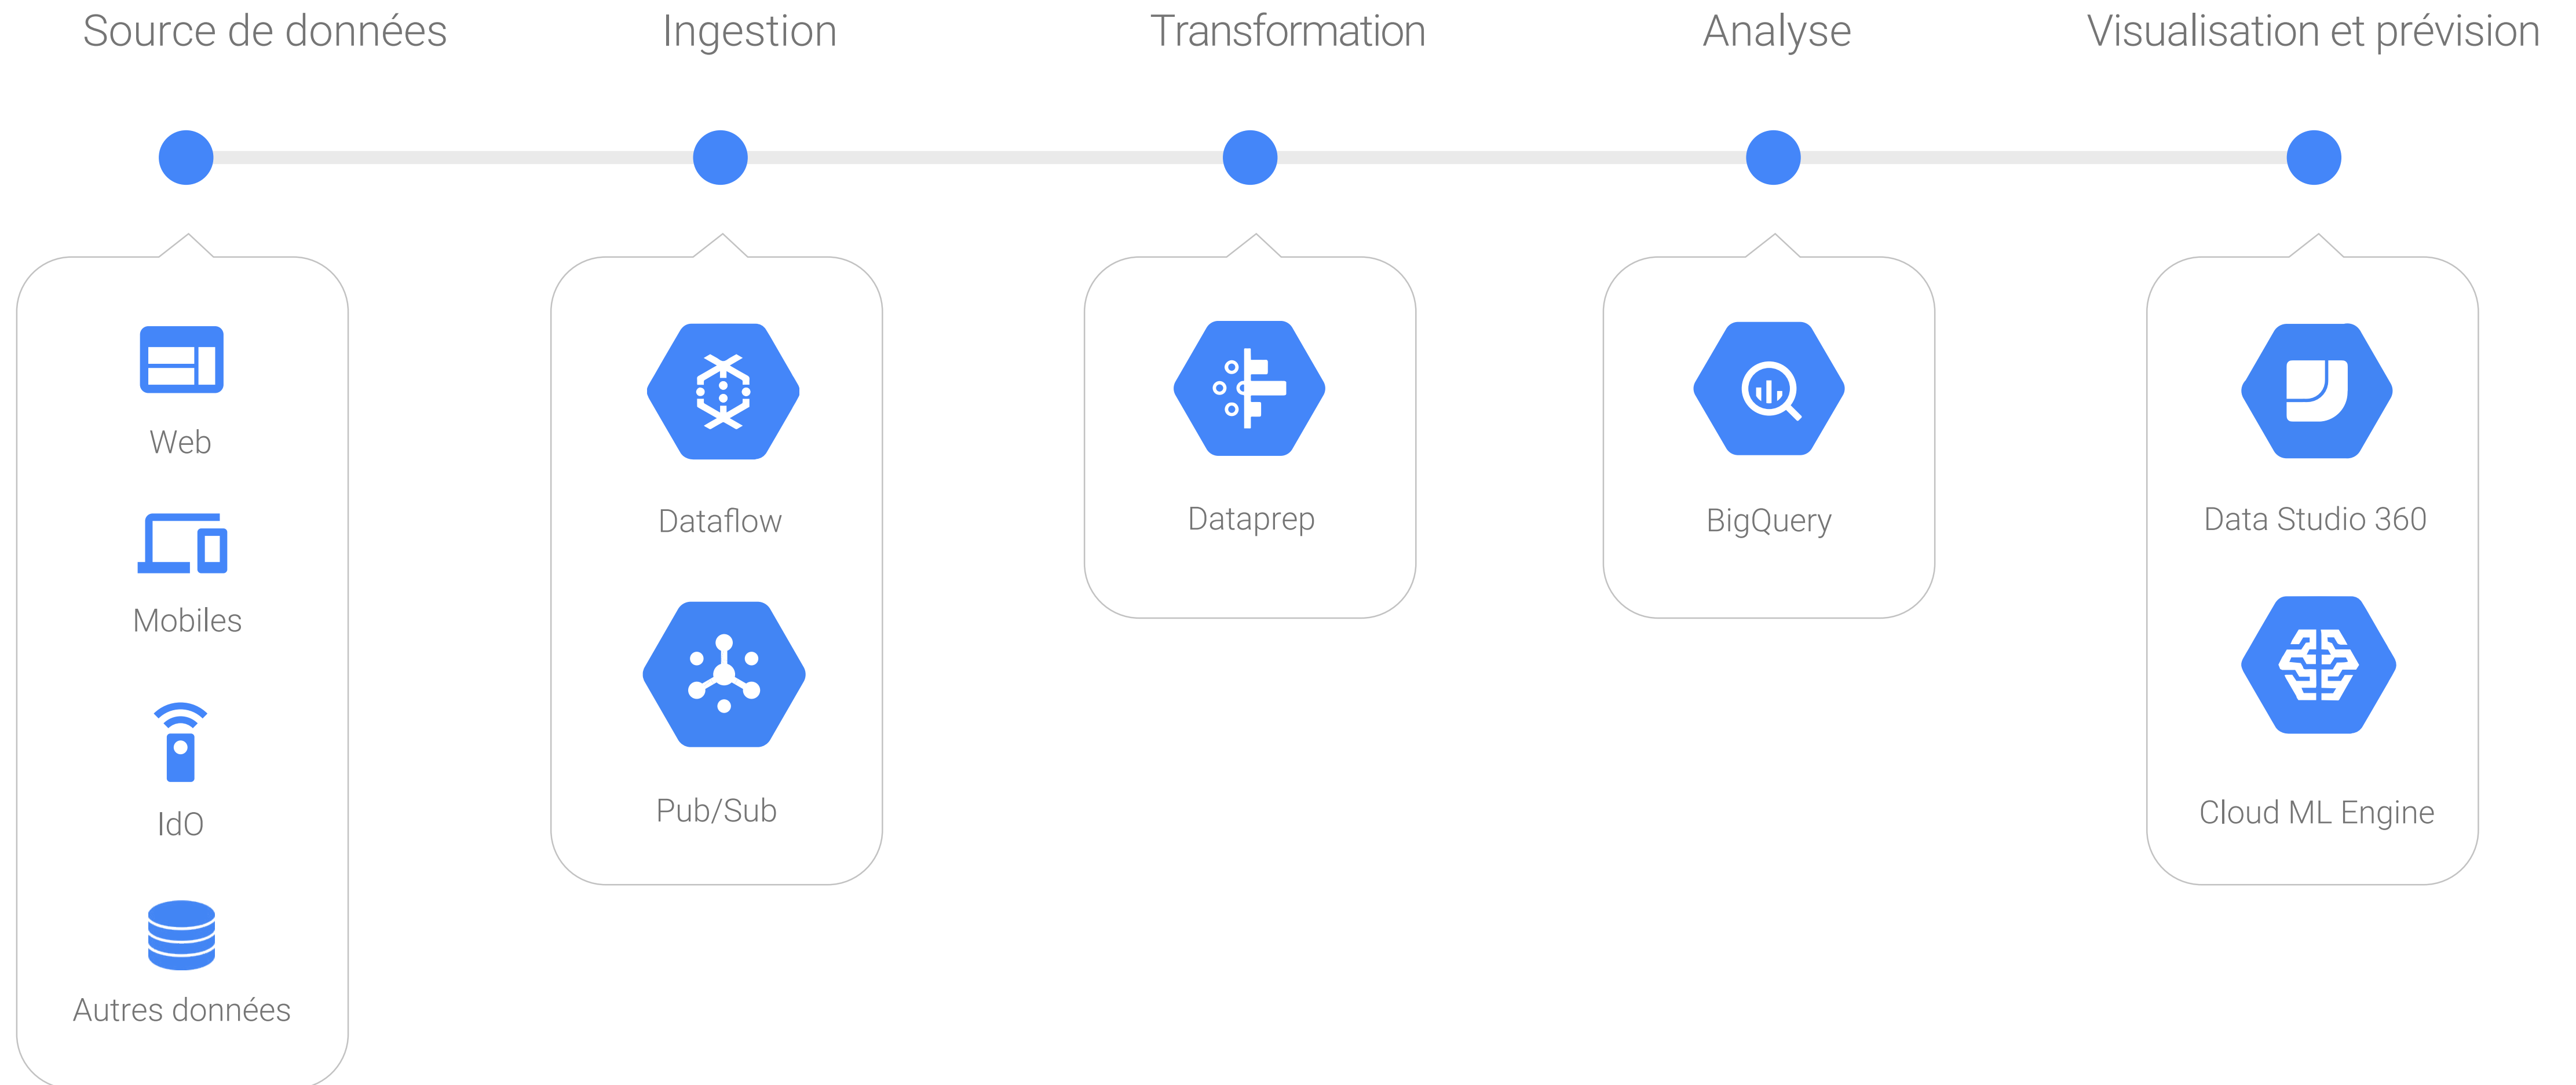 Source de données
Ingestion
Transformation
Analyse
Visualisation et prévision
Web
Mobiles
IdO
Autres données
Dataflow
Pub/Sub
Dataprep
BigQuery
Data Studio 360
Cloud ML Engine